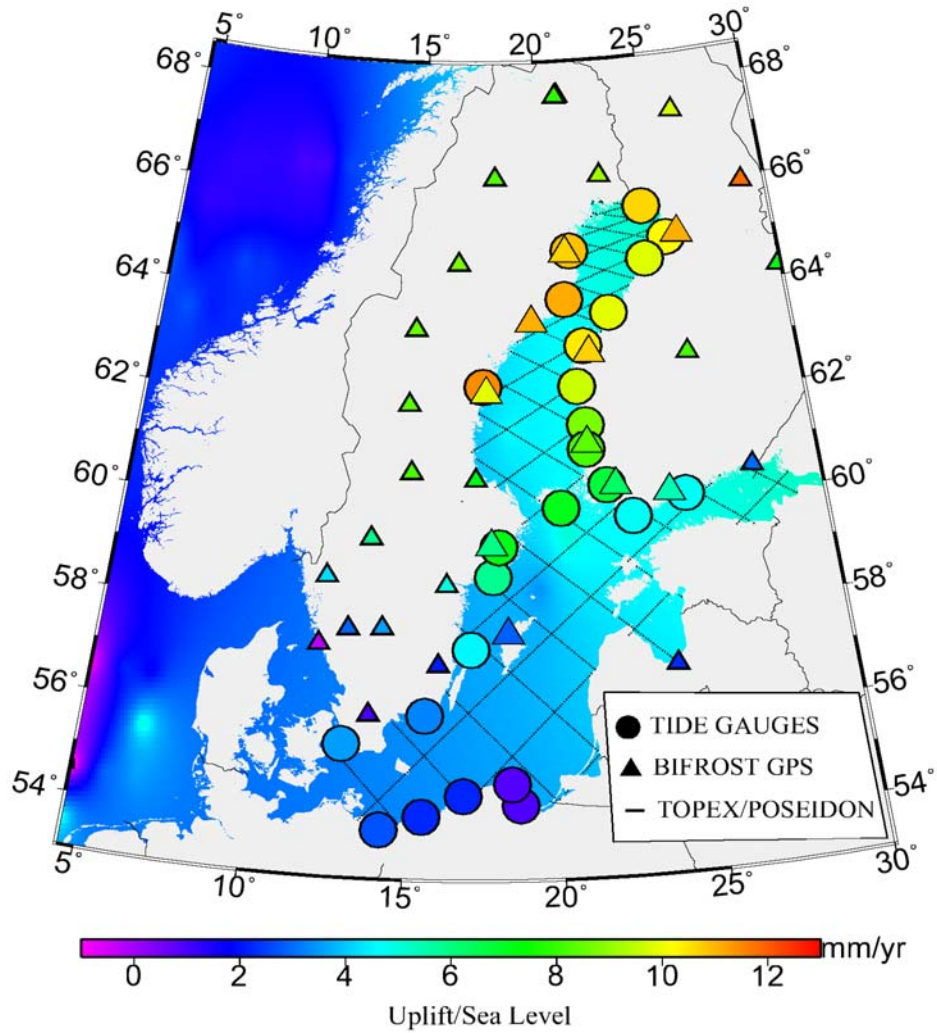 5° 10° 15° 20° 25° 30°
68° 68°
66° 66°
64° 64°
62° 62°
60° 60°
58° 58°
56° 56°
54° 54°
TIDE GAUGES
BIFROST GPS
TOPEX/POSEIDON
5° 10° 15° 20° 25° 30°
0 2 4 6 8 10 12 mm/yr
Uplift/Sea Level